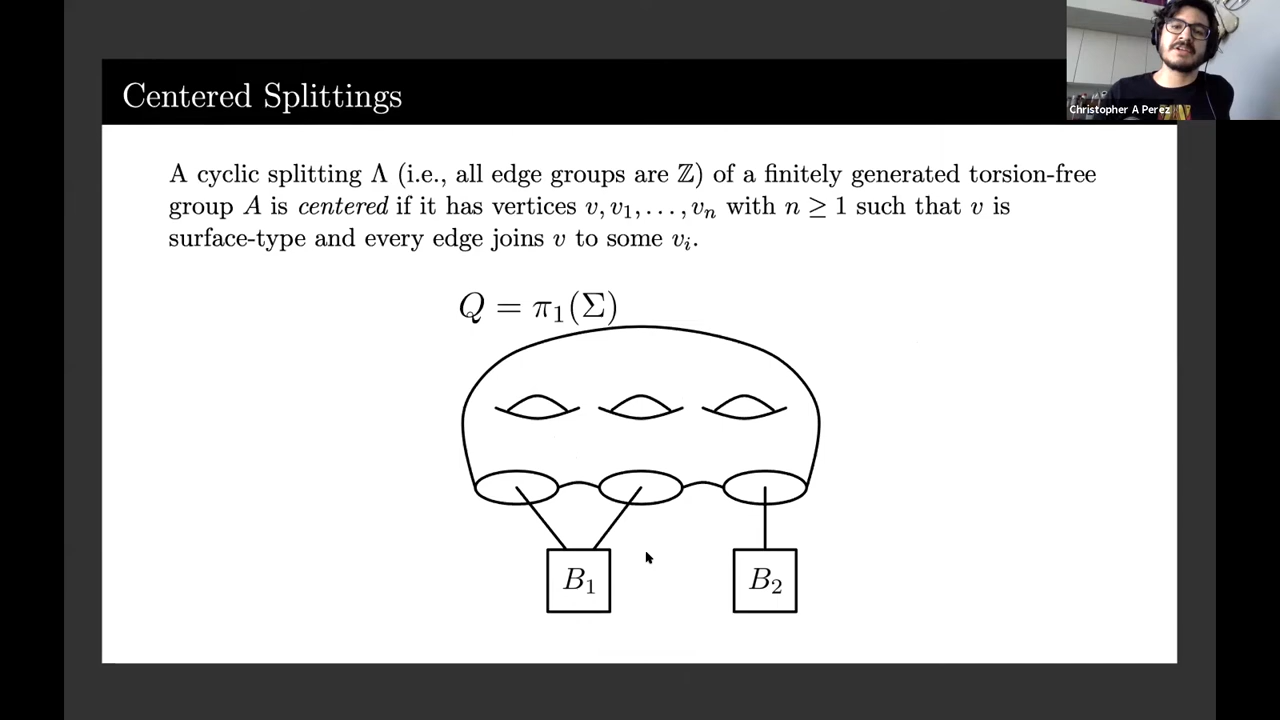 Centered Splittings
Christopher A Perez
A cyclic splitting Λ (i.e., all edge groups are ℤ) of a finitely generated torsion-free
group A is centered if it has vertices v, v₁, . . . , vₙ with n ≥ 1 such that v is
surface-type and every edge joins v to some vᵢ.
Q = π₁(Σ)
B₁
B₂